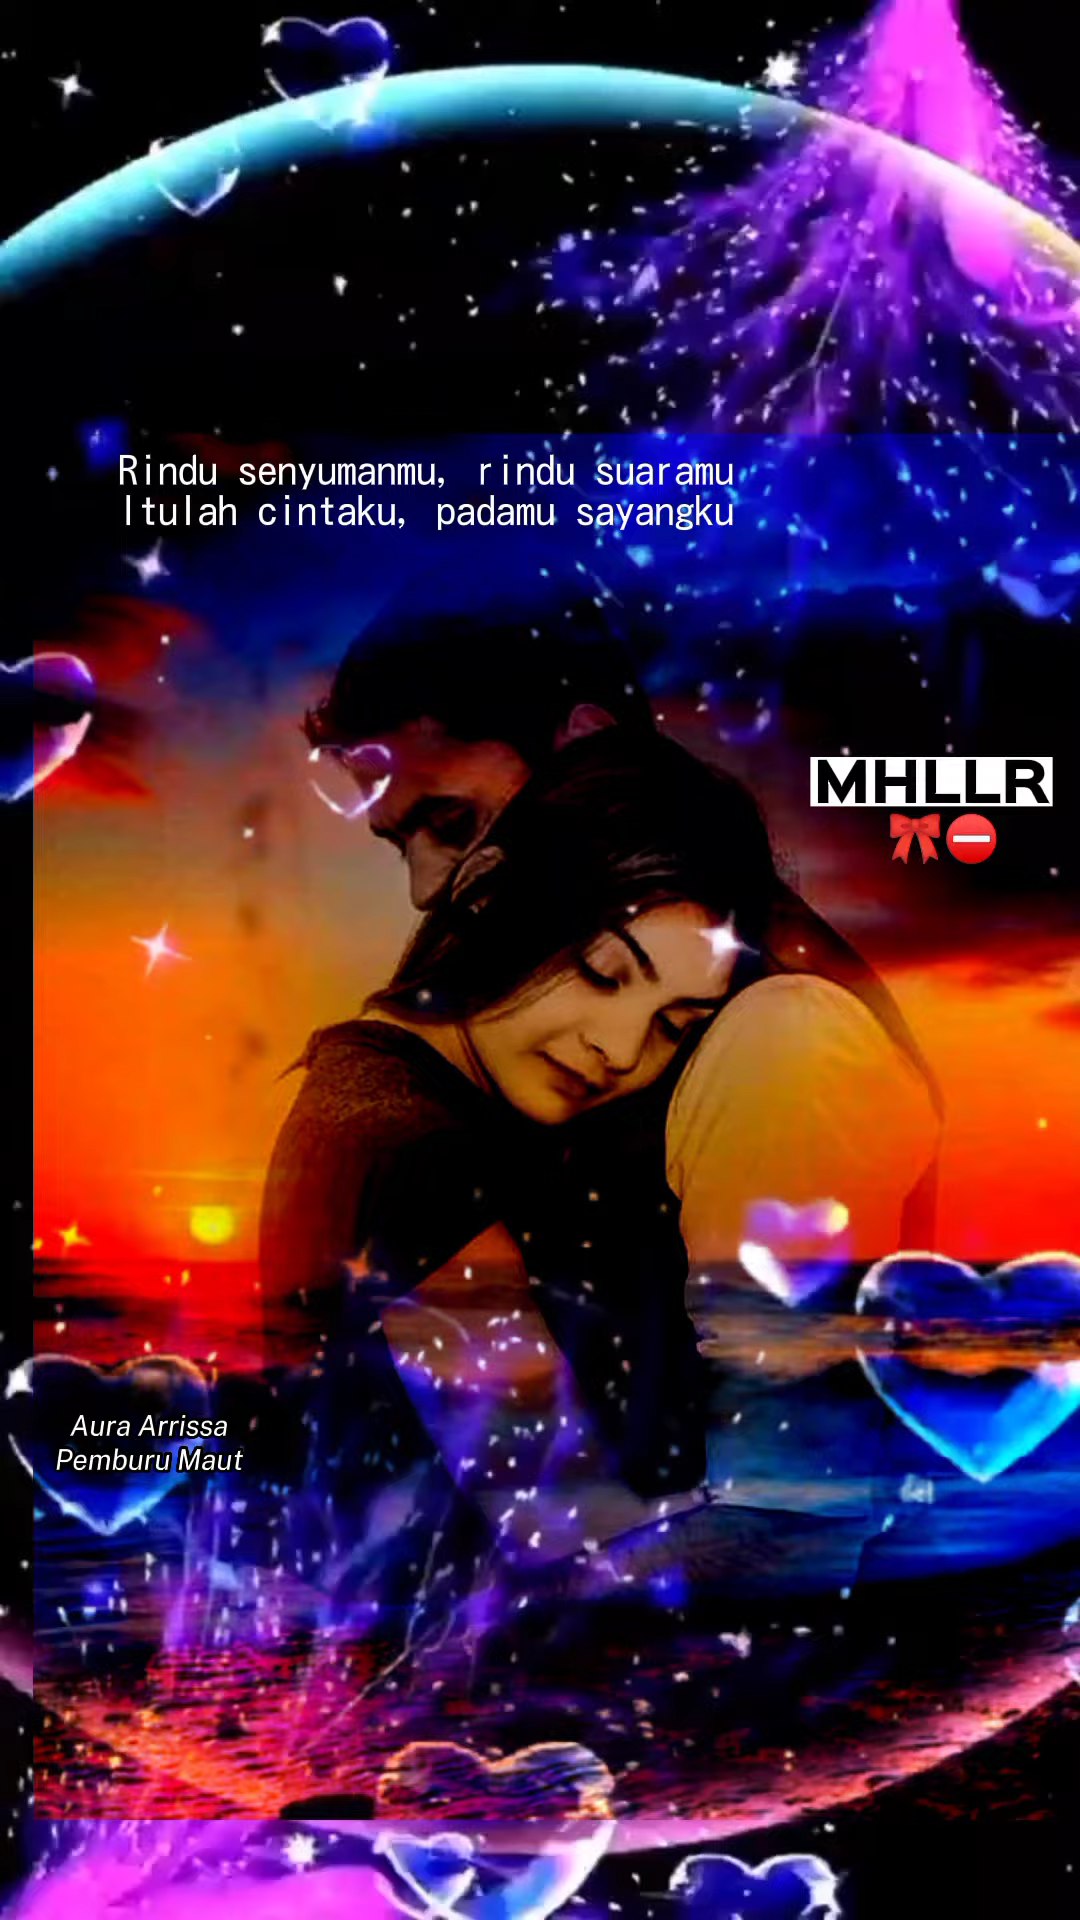 Rindu senyumanmu, rindu suaramu
Itulah cintaku, padamu sayangku
MHLLR
🎀⛔
Aura Arrissa
Pemburu Maut